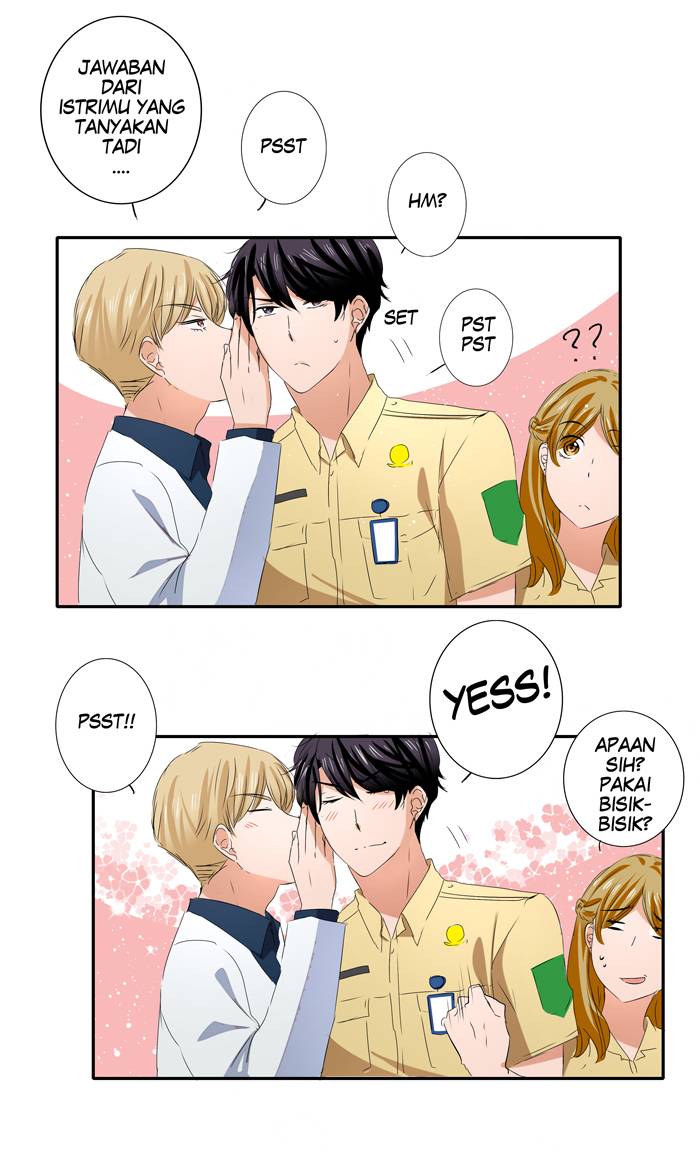 JAWABAN
DARI
ISTRIMU YANG
TANYAKAN
TADI
....
PSST
HM?
SET
PST
PST
??
PSST!!
YESS!
APAAN
SIH?
PAKAI
BISIK-
BISIK?